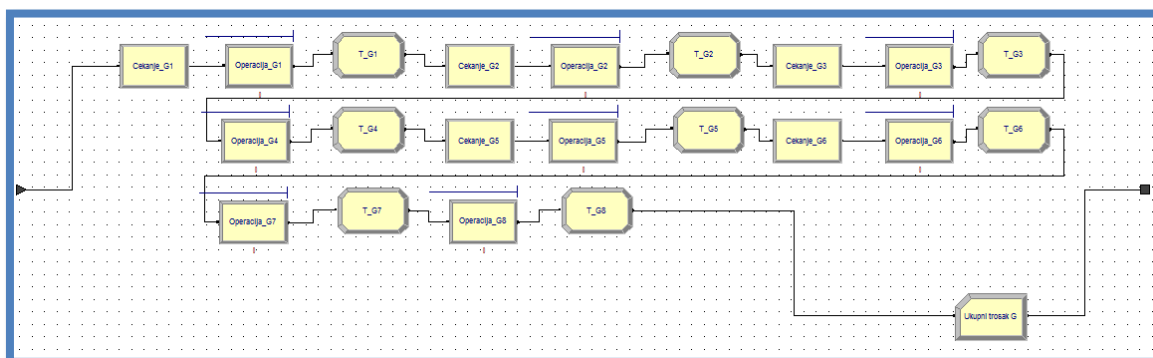 Cekanje_G1
Operacija_G1
T_G1
Cekanje_G2
Operacija_G2
T_G2
Cekanje_G3
Operacija_G3
T_G3
Operacija_G4
T_G4
Cekanje_G5
Operacija_G5
T_G5
Cekanje_G6
Operacija_G6
T_G6
Operacija_G7
T_G7
Operacija_G8
T_G8
Ukupni trosak G